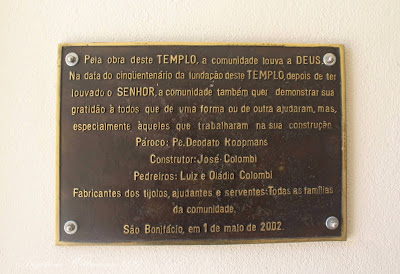 Pela obra deste TEMPLO, a comunidade louva a DEUS.
Na data do cinqüentenário da fundação deste TEMPLO, depois de ter
louvado o SENHOR, a comunidade também quer demonstrar sua
gratidão à todos que de uma forma ou de outra ajudaram, mas,
especialmente àqueles que trabalharam na sua construção
Pároco: Pe. Deodato Koopmans
Construtor: José Colombi
Pedreiros: Luiz e Oládio Colombi
Fabricantes dos tijolos, ajudantes e serventes: Todas as famílias
da comunidade.
São Bonifácio, em 1 de maio de 2002.